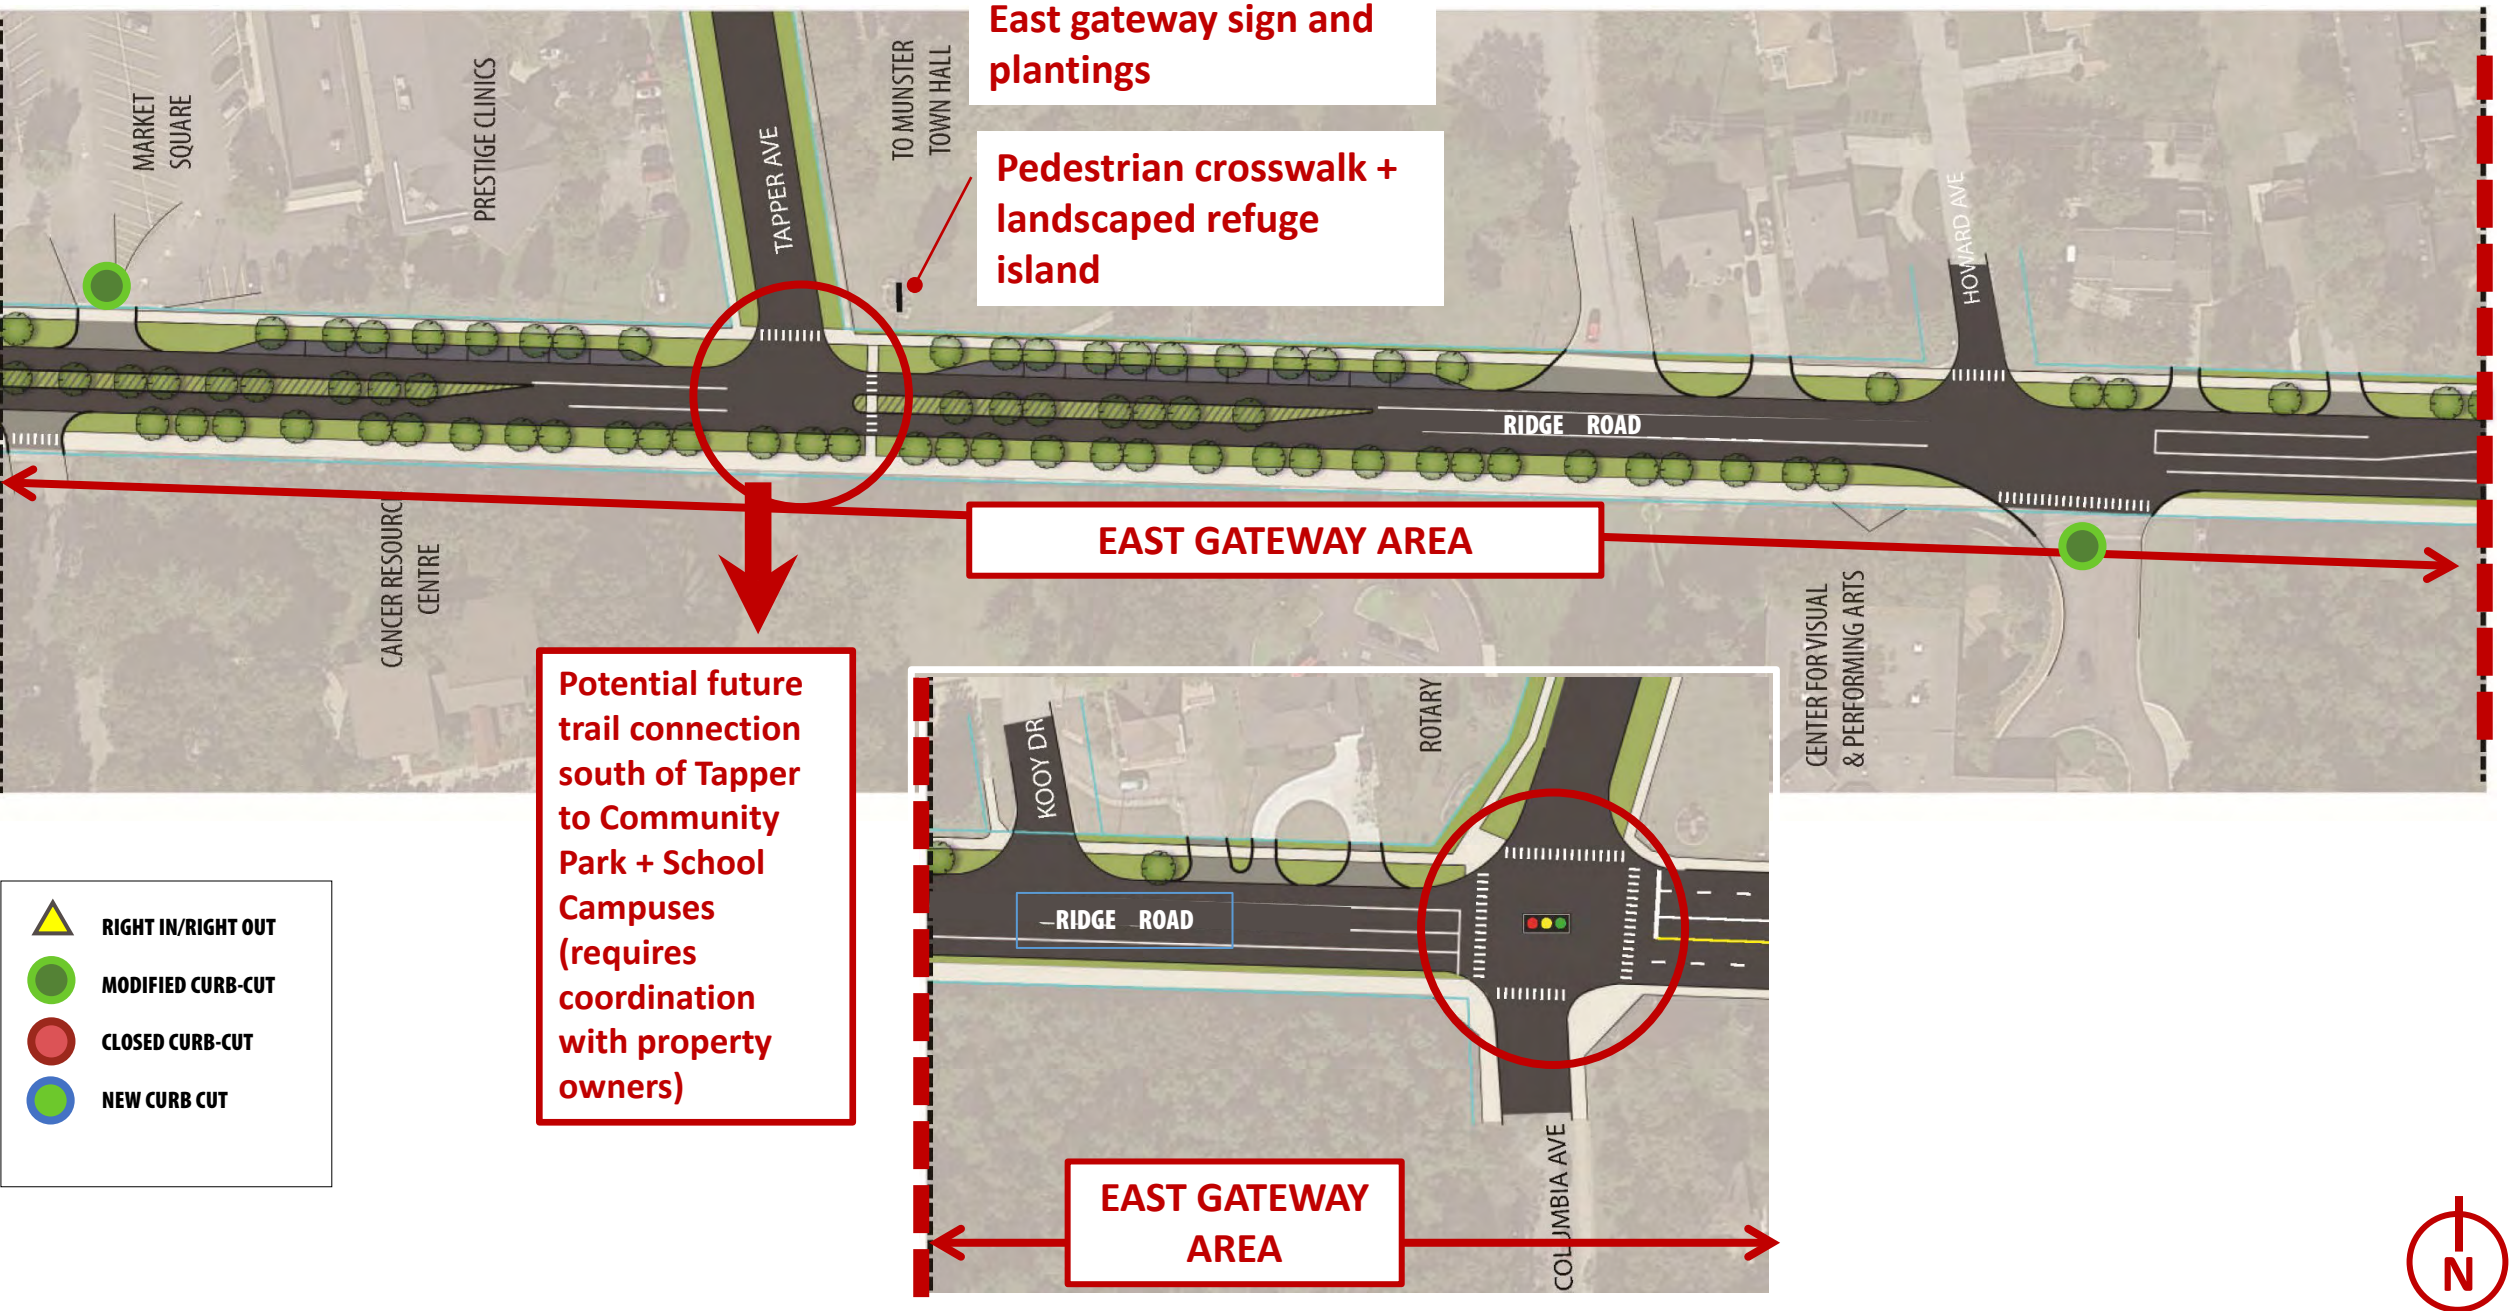 East gateway sign and
plantings
Pedestrian crosswalk +
landscaped refuge
island
MARKET
SQUARE
PRESTIGE CLINICS
TAPPER AVE
TO MUNSTER
TOWN HALL
HOWARD AVE
RIDGE ROAD
EAST GATEWAY AREA
CANCER RESOURC
CENTRE
CENTER FOR VISUAL
& PERFORMING ARTS
Potential future
trail connection
south of Tapper
to Community
Park + School
Campuses
(requires
coordination
with property
owners)
KOOY DR
ROTARY
RIDGE ROAD
COLUMBIA AVE
EAST GATEWAY
AREA
RIGHT IN/RIGHT OUT
MODIFIED CURB-CUT
CLOSED CURB-CUT
NEW CURB CUT
N